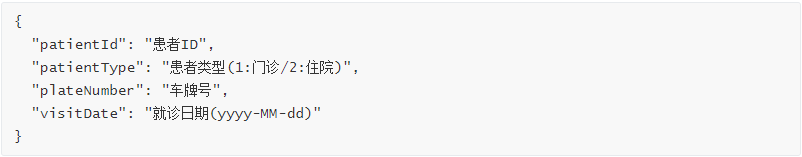 {
"patientId": "患者ID",
"patientType": "患者类型(1:门诊/2:住院)",
"plateNumber": "车牌号",
"visitDate": "就诊日期(yyyy-MM-dd)"
}